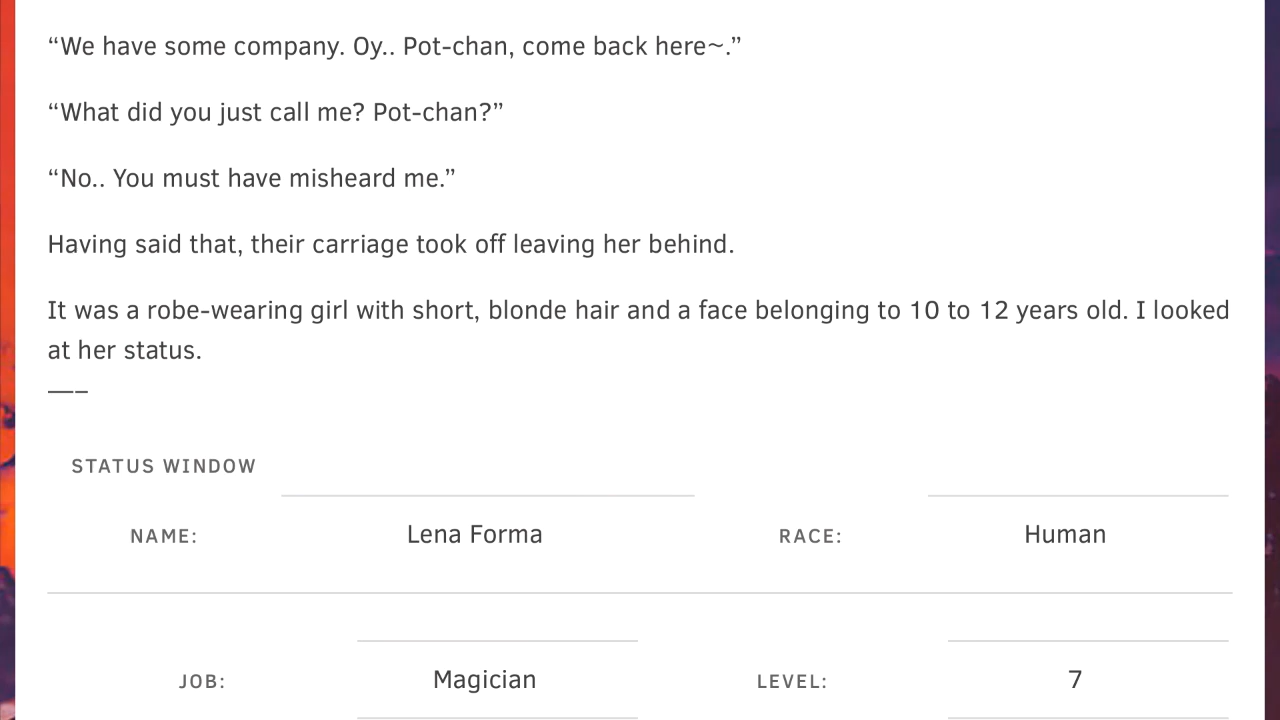 “We have some company. Oy.. Pot-chan, come back here~.”
“What did you just call me? Pot-chan?”
“No.. You must have misheard me.”
Having said that, their carriage took off leaving her behind.
It was a robe-wearing girl with short, blonde hair and a face belonging to 10 to 12 years old. I looked
at her status.
—–
STATUS WINDOW
NAME: Lena Forma RACE: Human
JOB: Magician LEVEL: 7